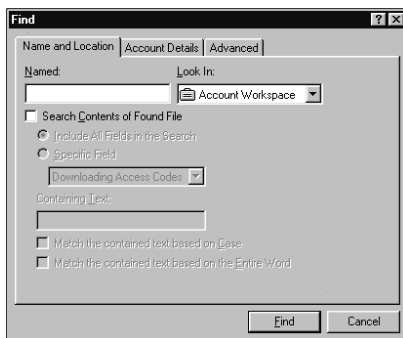 Find
Name and Location Account Details Advanced
Named: Look In:
Account Workspace
Search Contents of Found File
Include All Fields in the Search
Specific Field
Downloading Access Codes
Containing Text:
Match the contained text based on Case
Match the contained text based on the Entire Word
Find Cancel